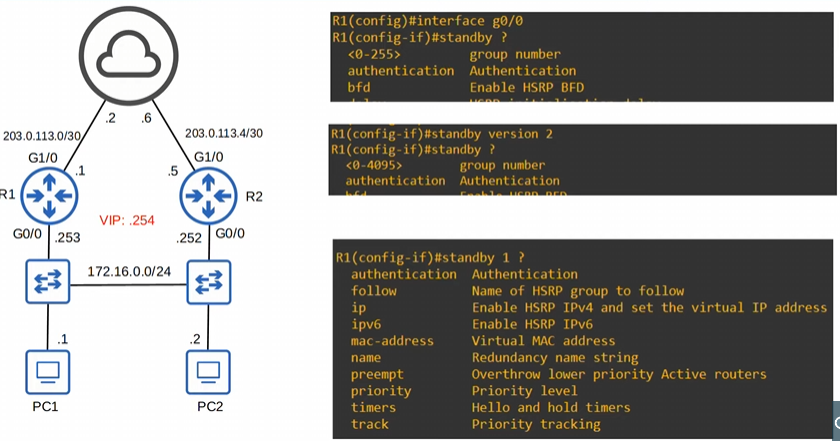 .2
.6
203.0.113.0/30
203.0.113.4/30
G1/0
G1/0
.1
.5
R1
R2
VIP: .254
G0/0
.253
.252
G0/0
172.16.0.0/24
.1
.2
PC1
PC2
R1(config)#interface g0/0
R1(config-if)#standby ?
<0-255> group number
authentication Authentication
bfd Enable HSRP BFD
R1(config-if)#standby version 2
R1(config-if)#standby ?
<0-4095> group number
authentication Authentication
R1(config-if)#standby 1 ?
authentication Authentication
follow Name of HSRP group to follow
ip Enable HSRP IPv4 and set the virtual IP address
ipv6 Enable HSRP IPv6
mac-address Virtual MAC address
name Redundancy name string
preempt Overthrow lower priority Active routers
priority Priority level
timers Hello and hold timers
track Priority tracking